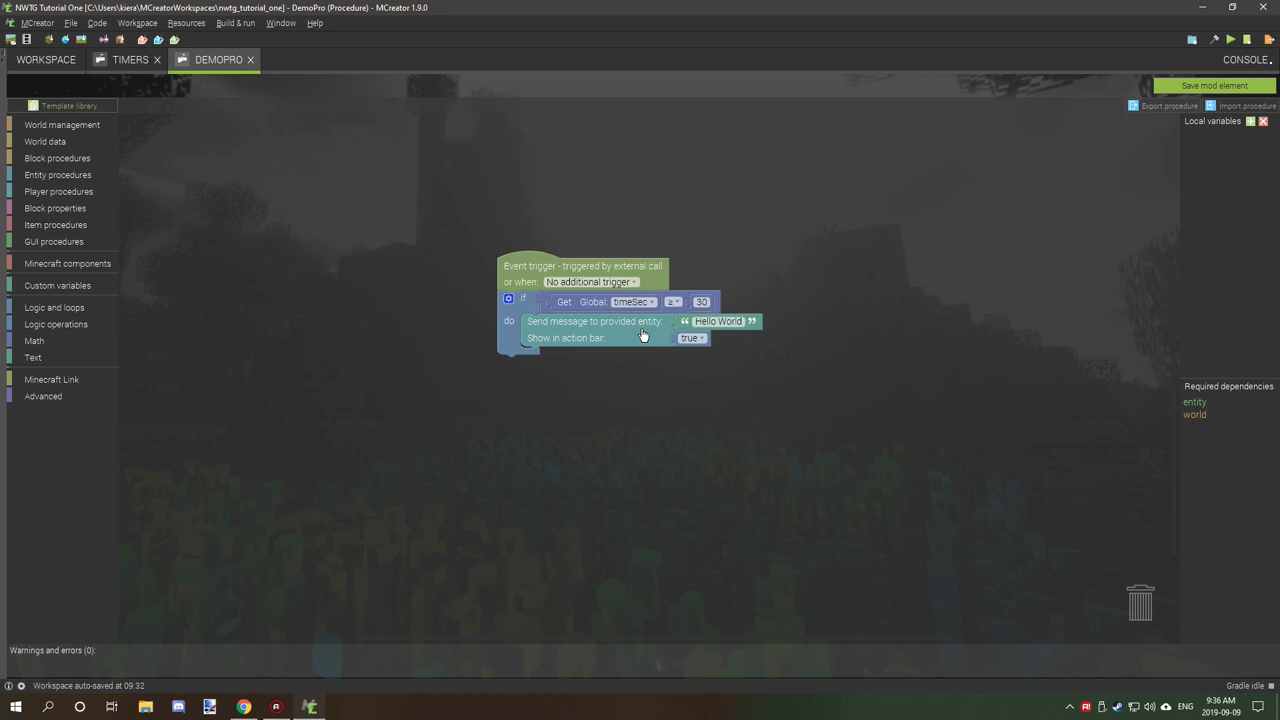 NWTG Tutorial One [C:\Users\kiera\MCreatorWorkspaces\nwtg_tutorial_one] - DemoPro (Procedure) - MCreator 1.9.0
MCreator File Code Workspace Resources Build & run Window Help
WORKSPACE TIMERS DEMOPRO CONSOLE
Save mod element
Template library Export procedure Import procedure
World management
Local variables
World data
Block procedures
Entity procedures
Player procedures
Block properties
Item procedures
GUI procedures
Minecraft components
Custom variables
Logic and loops
Logic operations
Math
Text
Minecraft Link
Advanced
Event trigger - triggered by external call
or when: No additional trigger
if Get Global: timeSec ≥ 30
do Send message to provided entity: “ Hello World ”
Show in action bar: true
Required dependencies
entity
world
Warnings and errors (0):
Workspace auto-saved at 09:32 Gradle idle
9:36 AM
2019-09-09